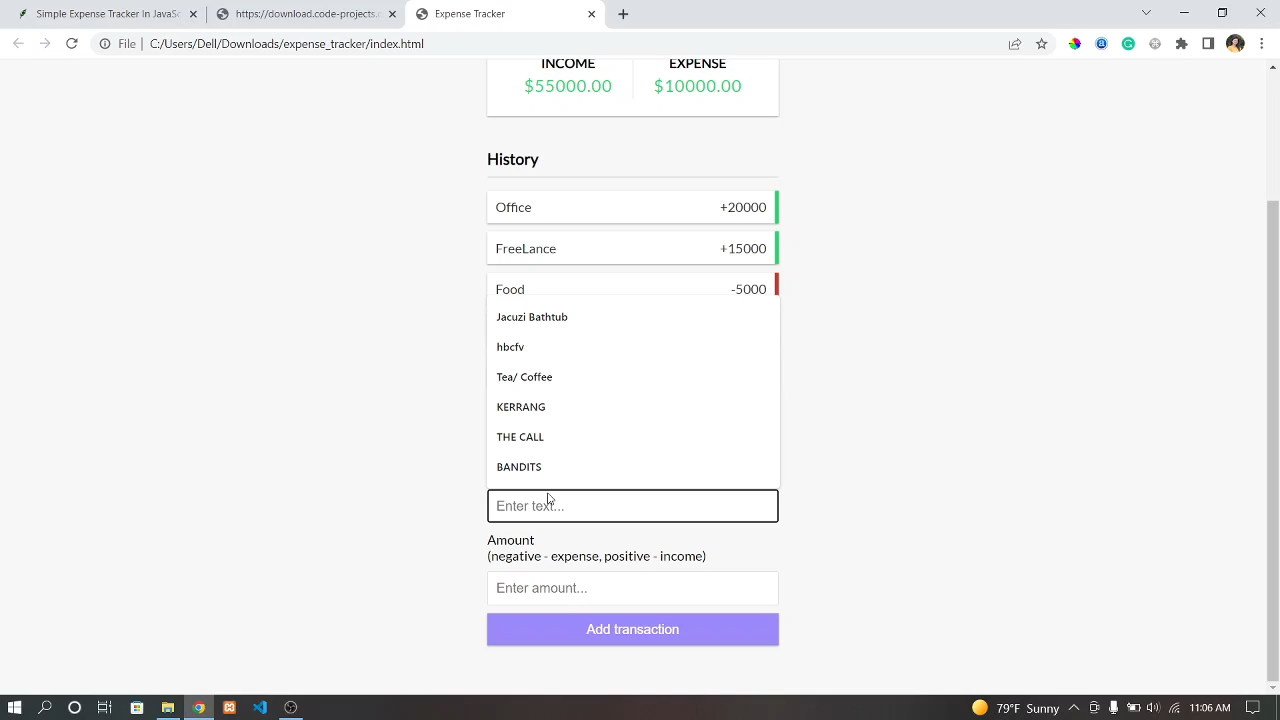 Simple Expense Tracker In JavaSc
https://download.code-projects.
Expense Tracker
File | C:/Users/Dell/Downloads/expense_tracker/index.html
INCOME
EXPENSE
$55000.00
$10000.00
History
Office +20000
FreeLance +15000
Food -5000
Jacuzi Bathtub
hbcfv
Tea/ Coffee
KERRANG
THE CALL
BANDITS
Enter text...
Amount
(negative - expense, positive - income)
Enter amount...
Add transaction
79°F Sunny
11:06 AM